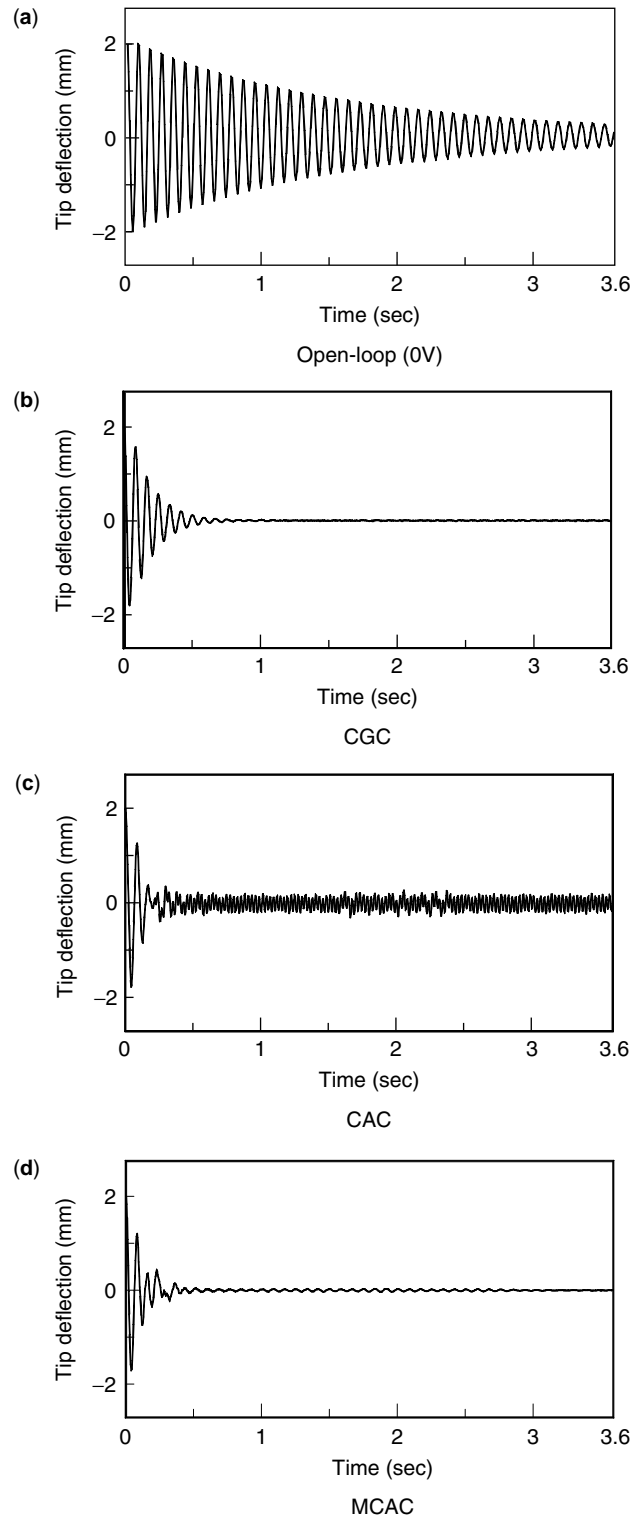 (a)
Tip deflection (mm)
2
0
−2
0 1 2 3 3.6
Time (sec)
Open-loop (0V)
(b)
Tip deflection (mm)
2
0
−2
0 1 2 3 3.6
Time (sec)
CGC
(c)
Tip deflection (mm)
2
0
−2
0 1 2 3 3.6
Time (sec)
CAC
(d)
Tip deflection (mm)
2
0
−2
0 1 2 3 3.6
Time (sec)
MCAC